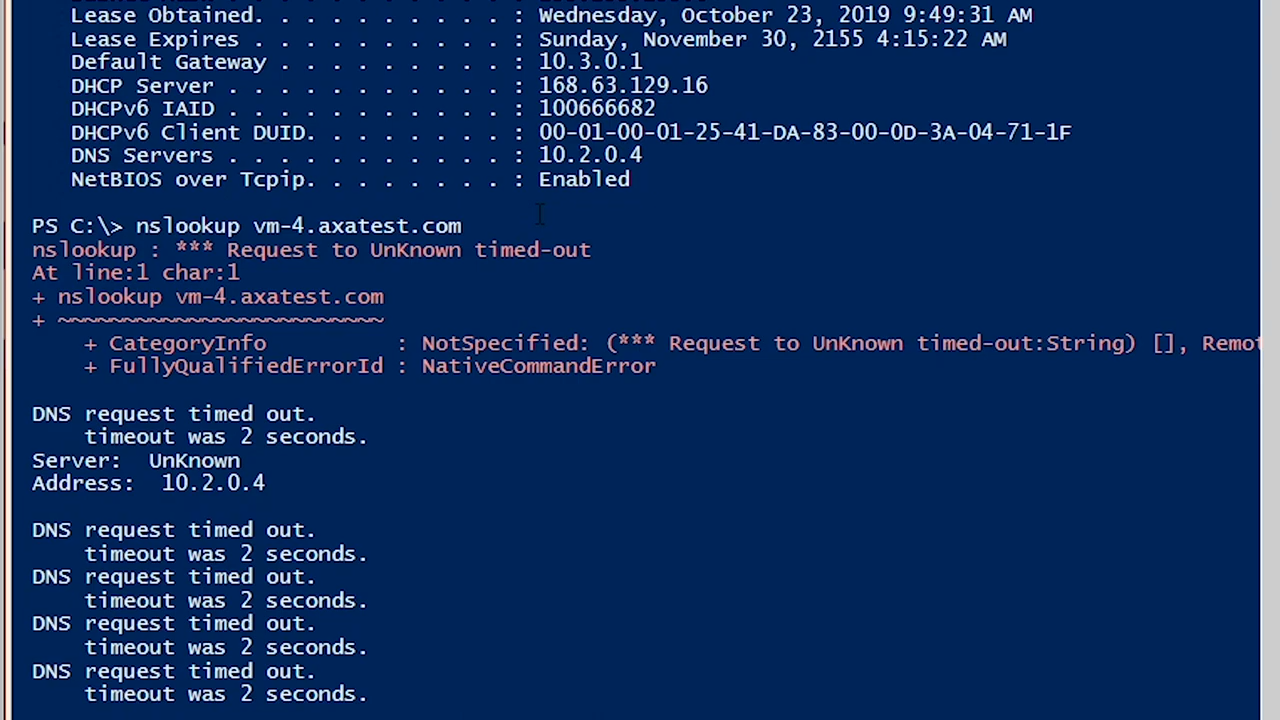 Lease Obtained. . . . . . . . . . : Wednesday, October 23, 2019 9:49:31 AM
Lease Expires . . . . . . . . . . : Sunday, November 30, 2155 4:15:22 AM
Default Gateway . . . . . . . . . : 10.3.0.1
DHCP Server . . . . . . . . . . . : 168.63.129.16
DHCPv6 IAID . . . . . . . . . . . : 100666682
DHCPv6 Client DUID. . . . . . . . : 00-01-00-01-25-41-DA-83-00-0D-3A-04-71-1F
DNS Servers . . . . . . . . . . . : 10.2.0.4
NetBIOS over Tcpip. . . . . . . . : Enabled
PS C:\> nslookup vm-4.axatest.com
nslookup : *** Request to UnKnown timed-out
At line:1 char:1
+ nslookup vm-4.axatest.com
+ ~~~~~~~~~~~~~~~~~~~~~~~~~
+ CategoryInfo : NotSpecified: (*** Request to UnKnown timed-out:String) [], Remot
+ FullyQualifiedErrorId : NativeCommandError
DNS request timed out.
timeout was 2 seconds.
Server: UnKnown
Address: 10.2.0.4
DNS request timed out.
timeout was 2 seconds.
DNS request timed out.
timeout was 2 seconds.
DNS request timed out.
timeout was 2 seconds.
DNS request timed out.
timeout was 2 seconds.